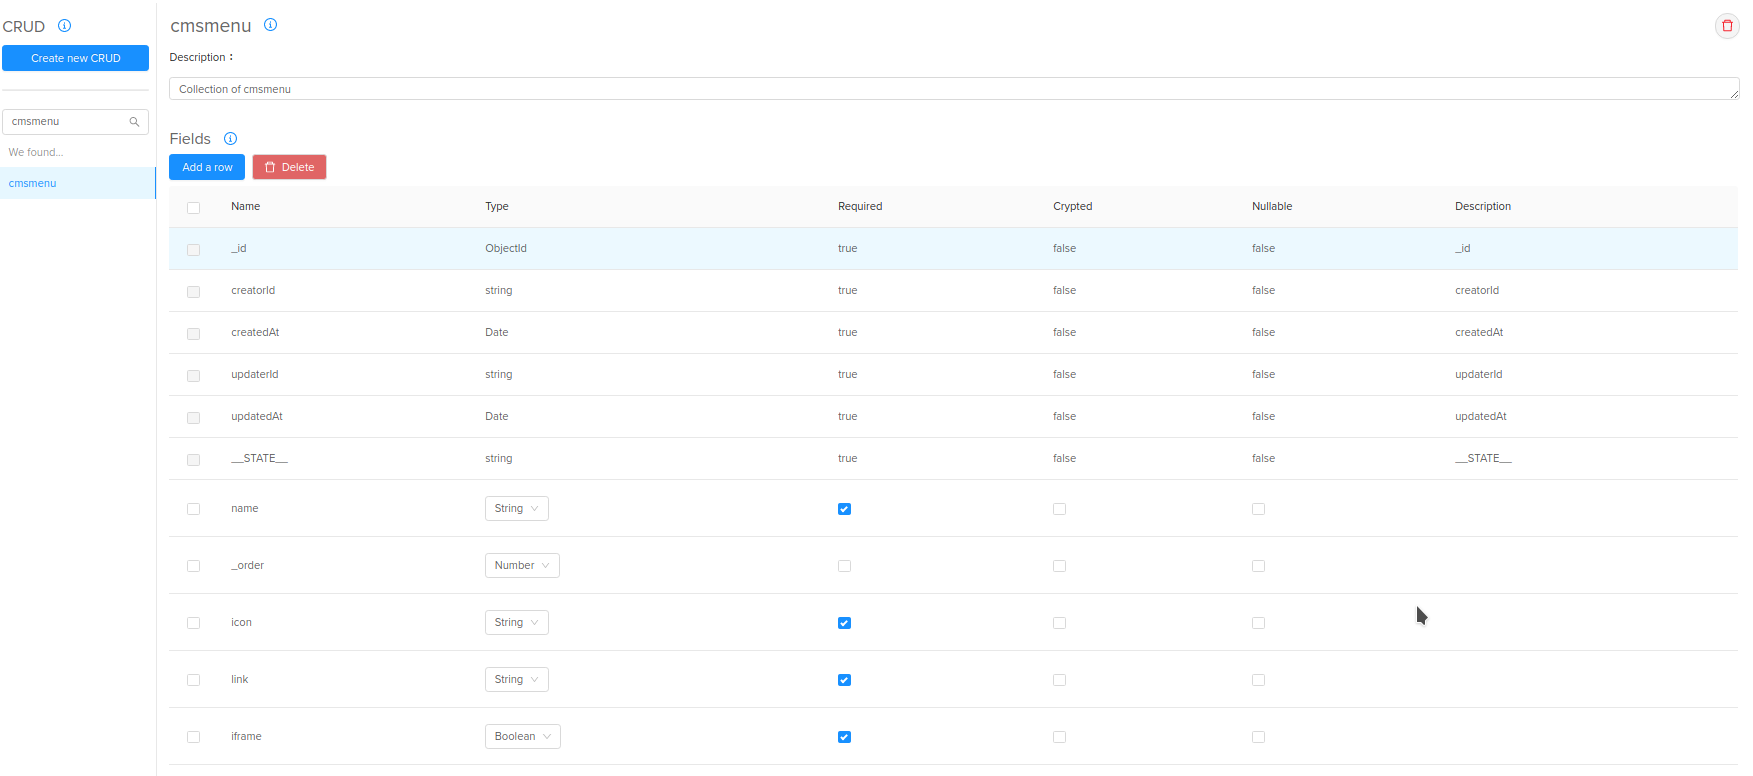 CRUD
Create new CRUD
cmsmenu
We found...
cmsmenu
cmsmenu
Description :
Collection of cmsmenu
Fields
Add a row Delete
Name Type Required Crypted Nullable Description
_id ObjectId true false false _id
creatorId string true false false creatorId
createdAt Date true false false createdAt
updaterId string true false false updaterId
updatedAt Date true false false updatedAt
__STATE__ string true false false __STATE__
name String
_order Number
icon String
link String
iframe Boolean